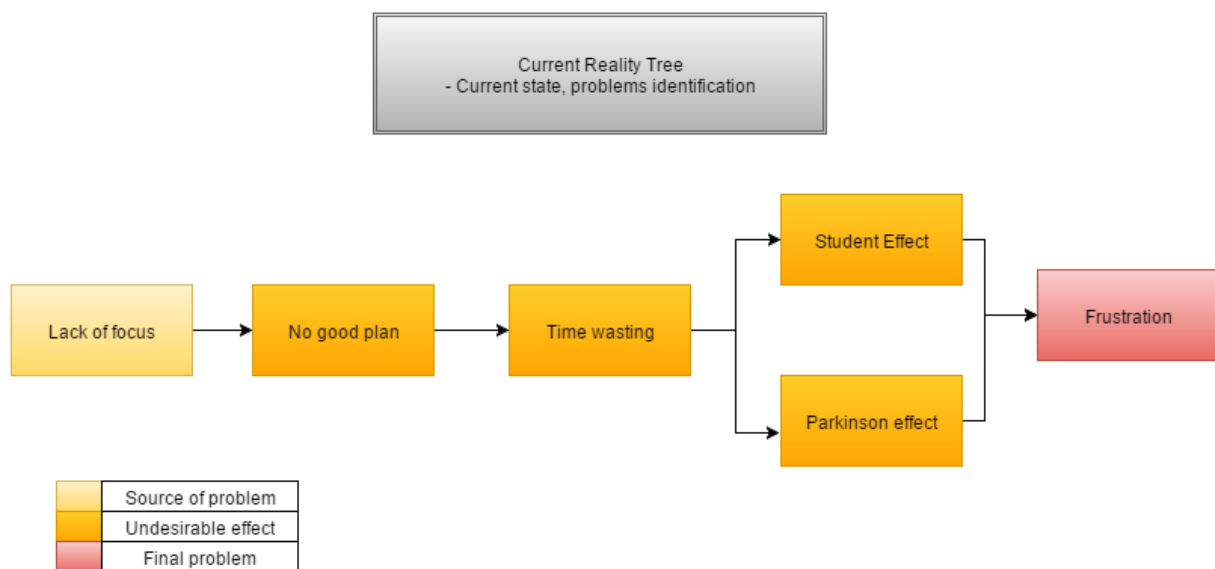 Current Reality Tree
- Current state, problems identification
Student Effect
Lack of focus
No good plan
Time wasting
Frustration
Parkinson effect
Source of problem
Undesirable effect
Final problem